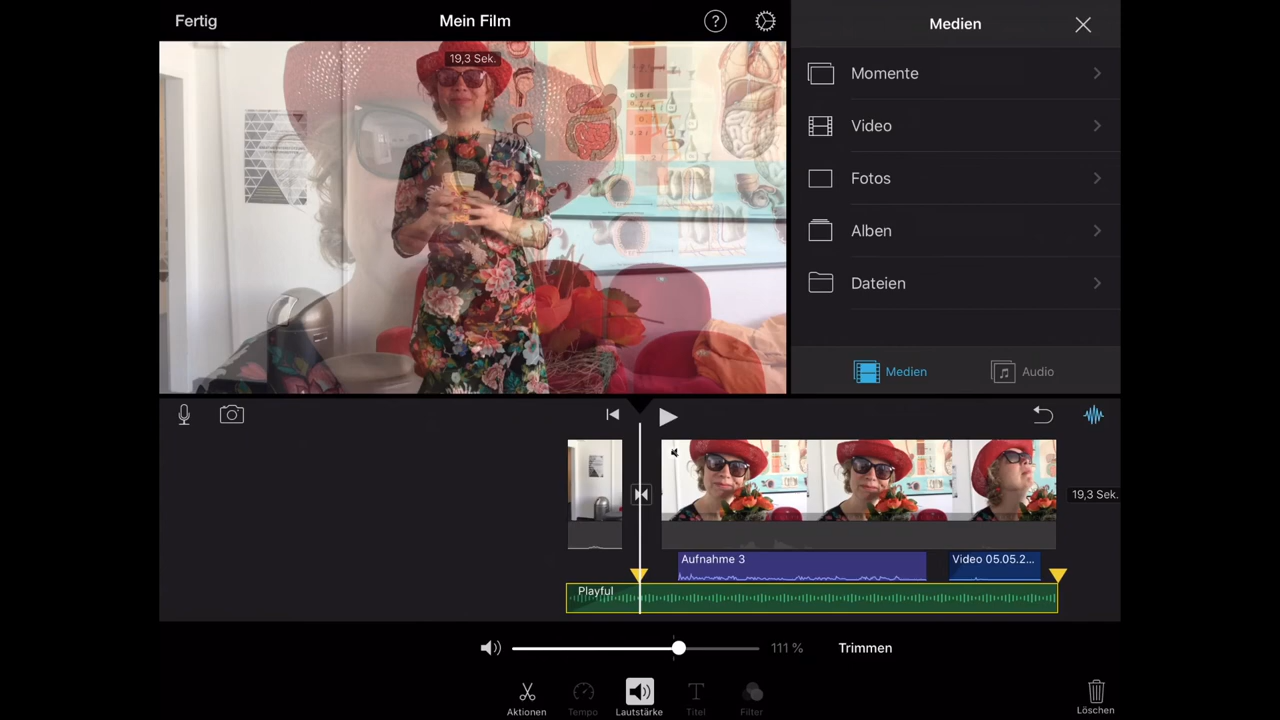 Fertig
Mein Film
?
Medien
19,3 Sek.
Momente
Video
Fotos
Alben
Dateien
Medien
Audio
19,3 Sek.
Aufnahme 3
Video 05.05.2...
Playful
111 %
Trimmen
Aktionen
Tempo
Lautstärke
Titel
Filter
Löschen